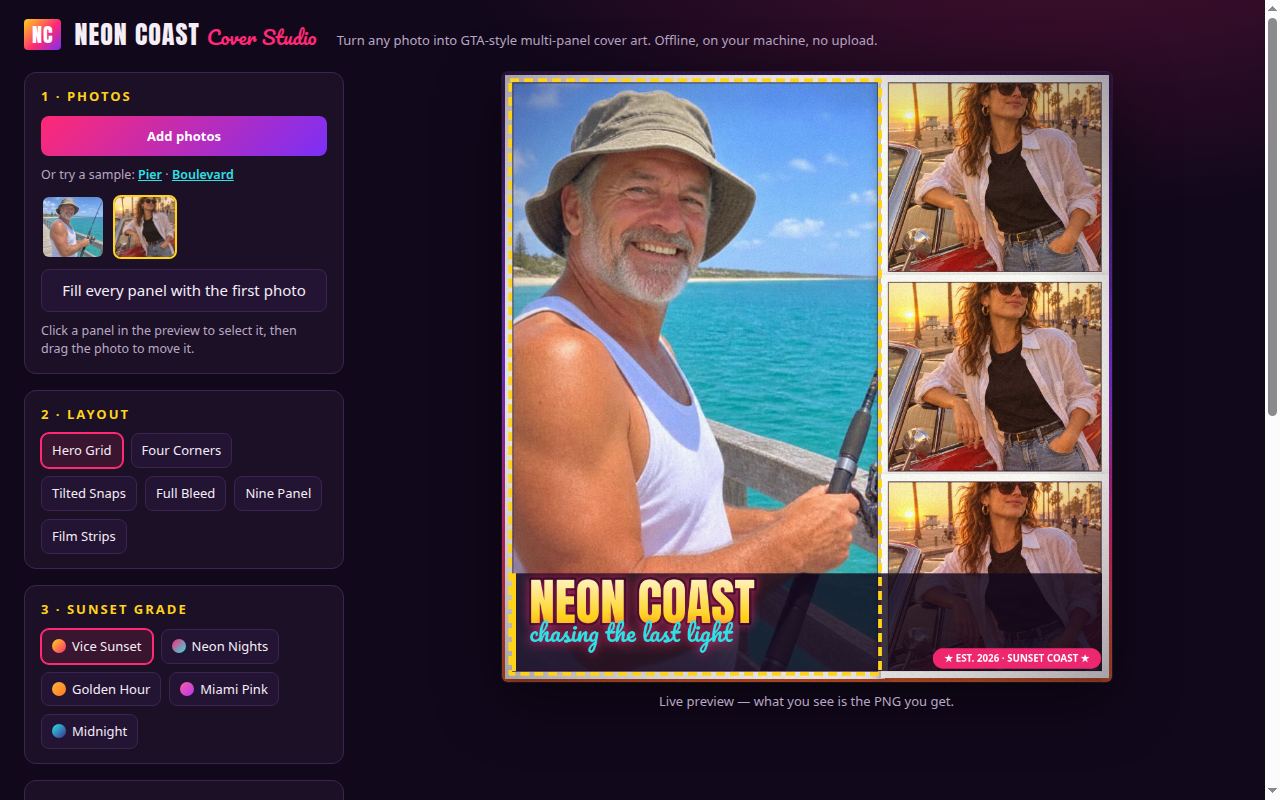 NC NEON COAST Cover Studio Turn any photo into GTA-style multi-panel cover art. Offline, on your machine, no upload.
1 · PHOTOS
Add photos
Or try a sample: Pier · Boulevard
Fill every panel with the first photo
Click a panel in the preview to select it, then
drag the photo to move it.
2 · LAYOUT
Hero Grid
Four Corners
Tilted Snaps
Full Bleed
Nine Panel
Film Strips
3 · SUNSET GRADE
Vice Sunset
Neon Nights
Golden Hour
Miami Pink
Midnight
NEON COAST
chasing the last light
★ EST. 2026 · SUNSET COAST ★
Live preview — what you see is the PNG you get.